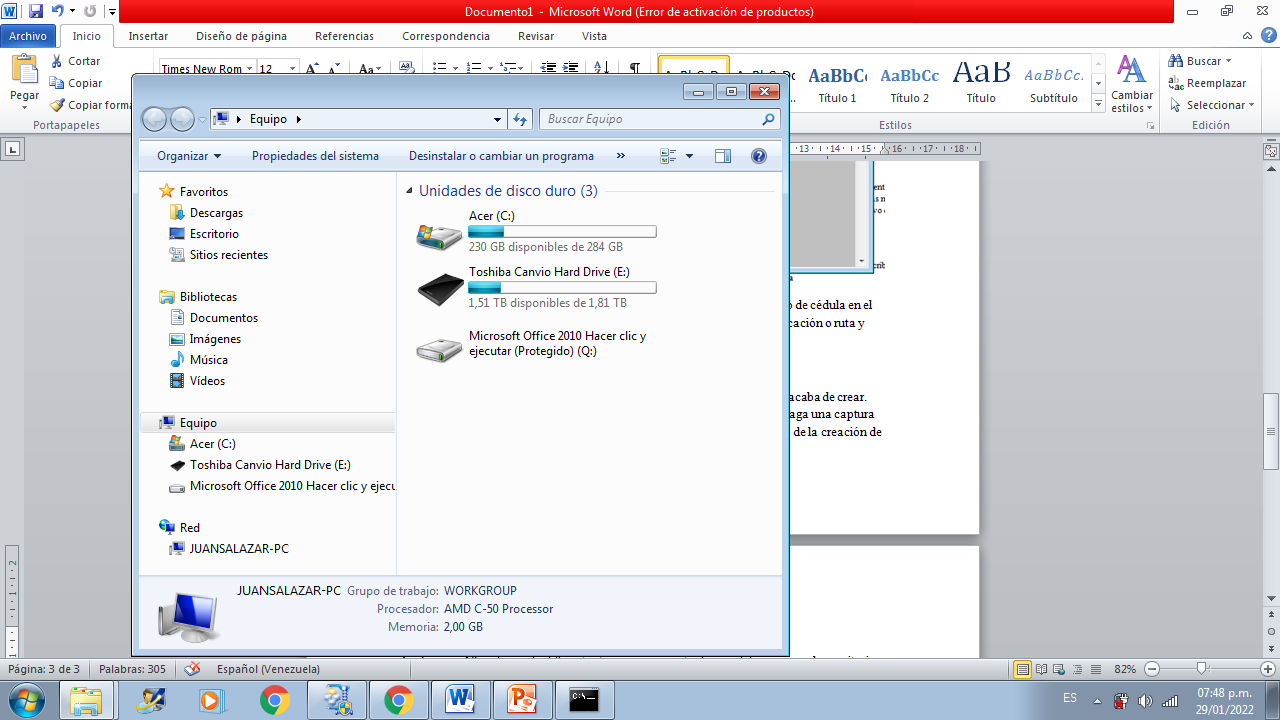 Documento1 - Microsoft Word (Error de activación de productos)
Archivo Inicio Insertar Diseño de página Referencias Correspondencia Revisar Vista
Pegar
Cortar
Copiar
Copiar forma
Portapapeles
Times New Rom 12
Título 1 Título 2 Título Subtítulo
AaBbCc AaBbCc AaB AaBbCc.
Cambiar estilos
Estilos
Buscar
Reemplazar
Seleccionar
Edición
Equipo
Buscar Equipo
Organizar Propiedades del sistema Desinstalar o cambiar un programa »
Favoritos
Descargas
Escritorio
Sitios recientes
Bibliotecas
Documentos
Imágenes
Música
Vídeos
Equipo
Acer (C:)
Toshiba Canvio Hard Drive (E:)
Microsoft Office 2010 Hacer clic y ejecu
Red
JUANSALAZAR-PC
Unidades de disco duro (3)
Acer (C:)
230 GB disponibles de 284 GB
Toshiba Canvio Hard Drive (E:)
1,51 TB disponibles de 1,81 TB
Microsoft Office 2010 Hacer clic y
ejecutar (Protegido) (Q:)
JUANSALAZAR-PC Grupo de trabajo: WORKGROUP
Procesador: AMD C-50 Processor
Memoria: 2,00 GB
13 14 15 16 17 18
de cédula en el
ruta y
acaba de crear.
una captura
de la creación de
Página: 3 de 3 Palabras: 305 Español (Venezuela) 82%
ES
07:48 p.m.
29/01/2022